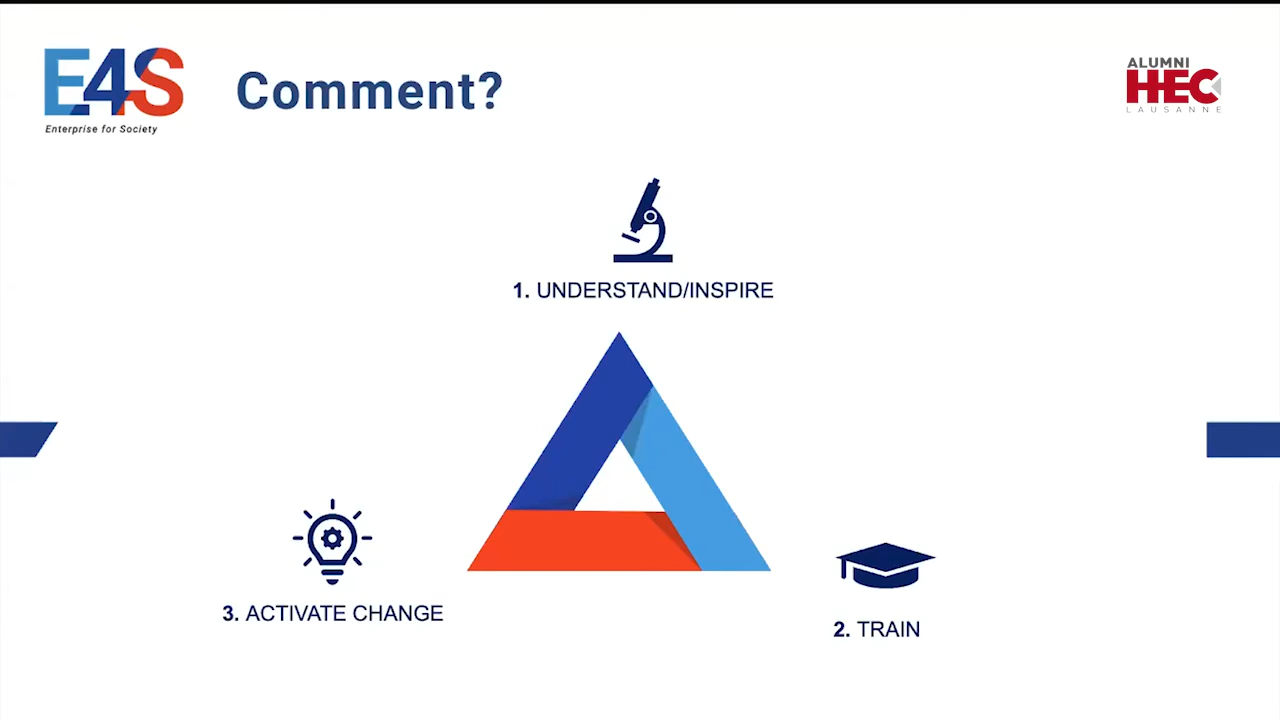 E4S
Enterprise for Society
Comment?
ALUMNI
HEC
LAUSANNE
1. UNDERSTAND/INSPIRE
3. ACTIVATE CHANGE
2. TRAIN